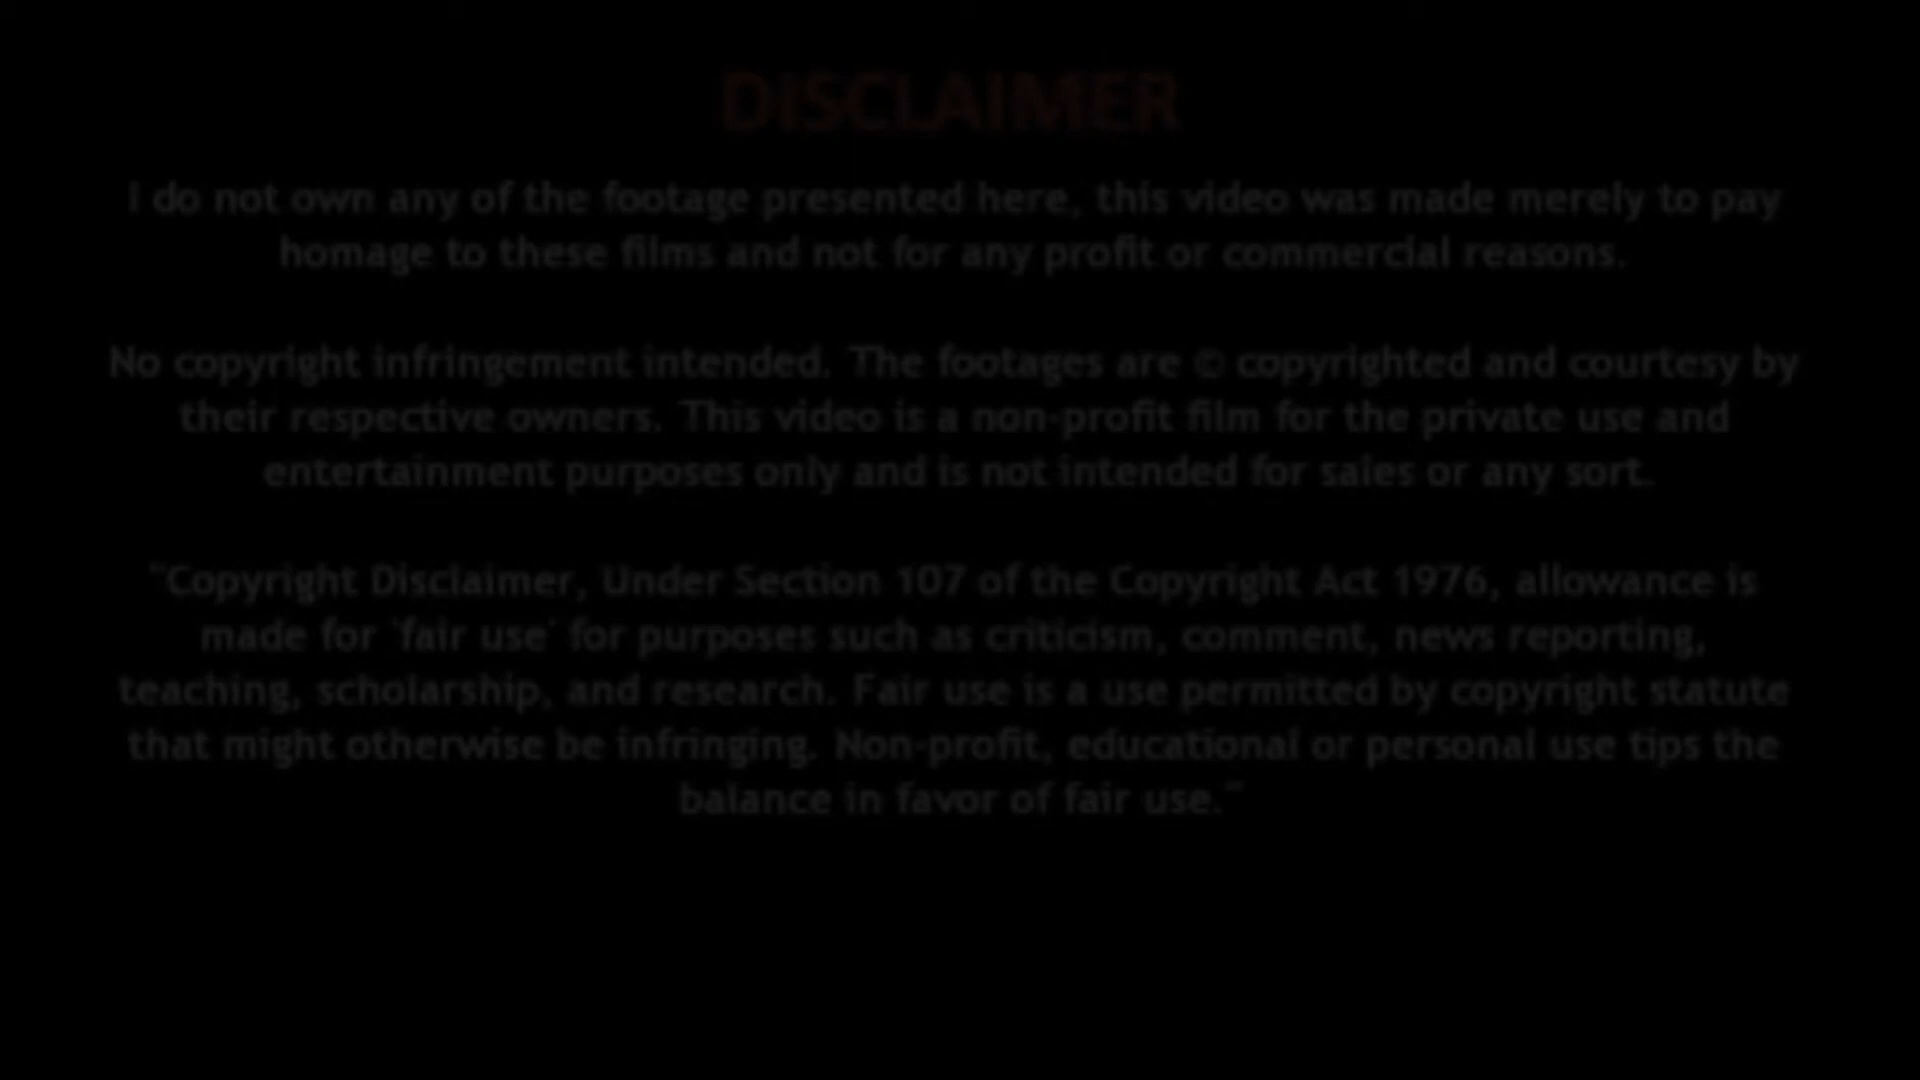 DISCLAIMER
I do not own any of the footage presented here, this video was made merely to pay
homage to these films and not for any profit or commercial reasons.
No copyright infringement intended. The footages are © copyrighted and courtesy by
their respective owners. This video is a non-profit film for the private use and
entertainment purposes only and is not intended for sales or any sort.
"Copyright Disclaimer, Under Section 107 of the Copyright Act 1976, allowance is
made for 'fair use' for purposes such as criticism, comment, news reporting,
teaching, scholarship, and research. Fair use is a use permitted by copyright statute
that might otherwise be infringing. Non-profit, educational or personal use tips the
balance in favor of fair use."